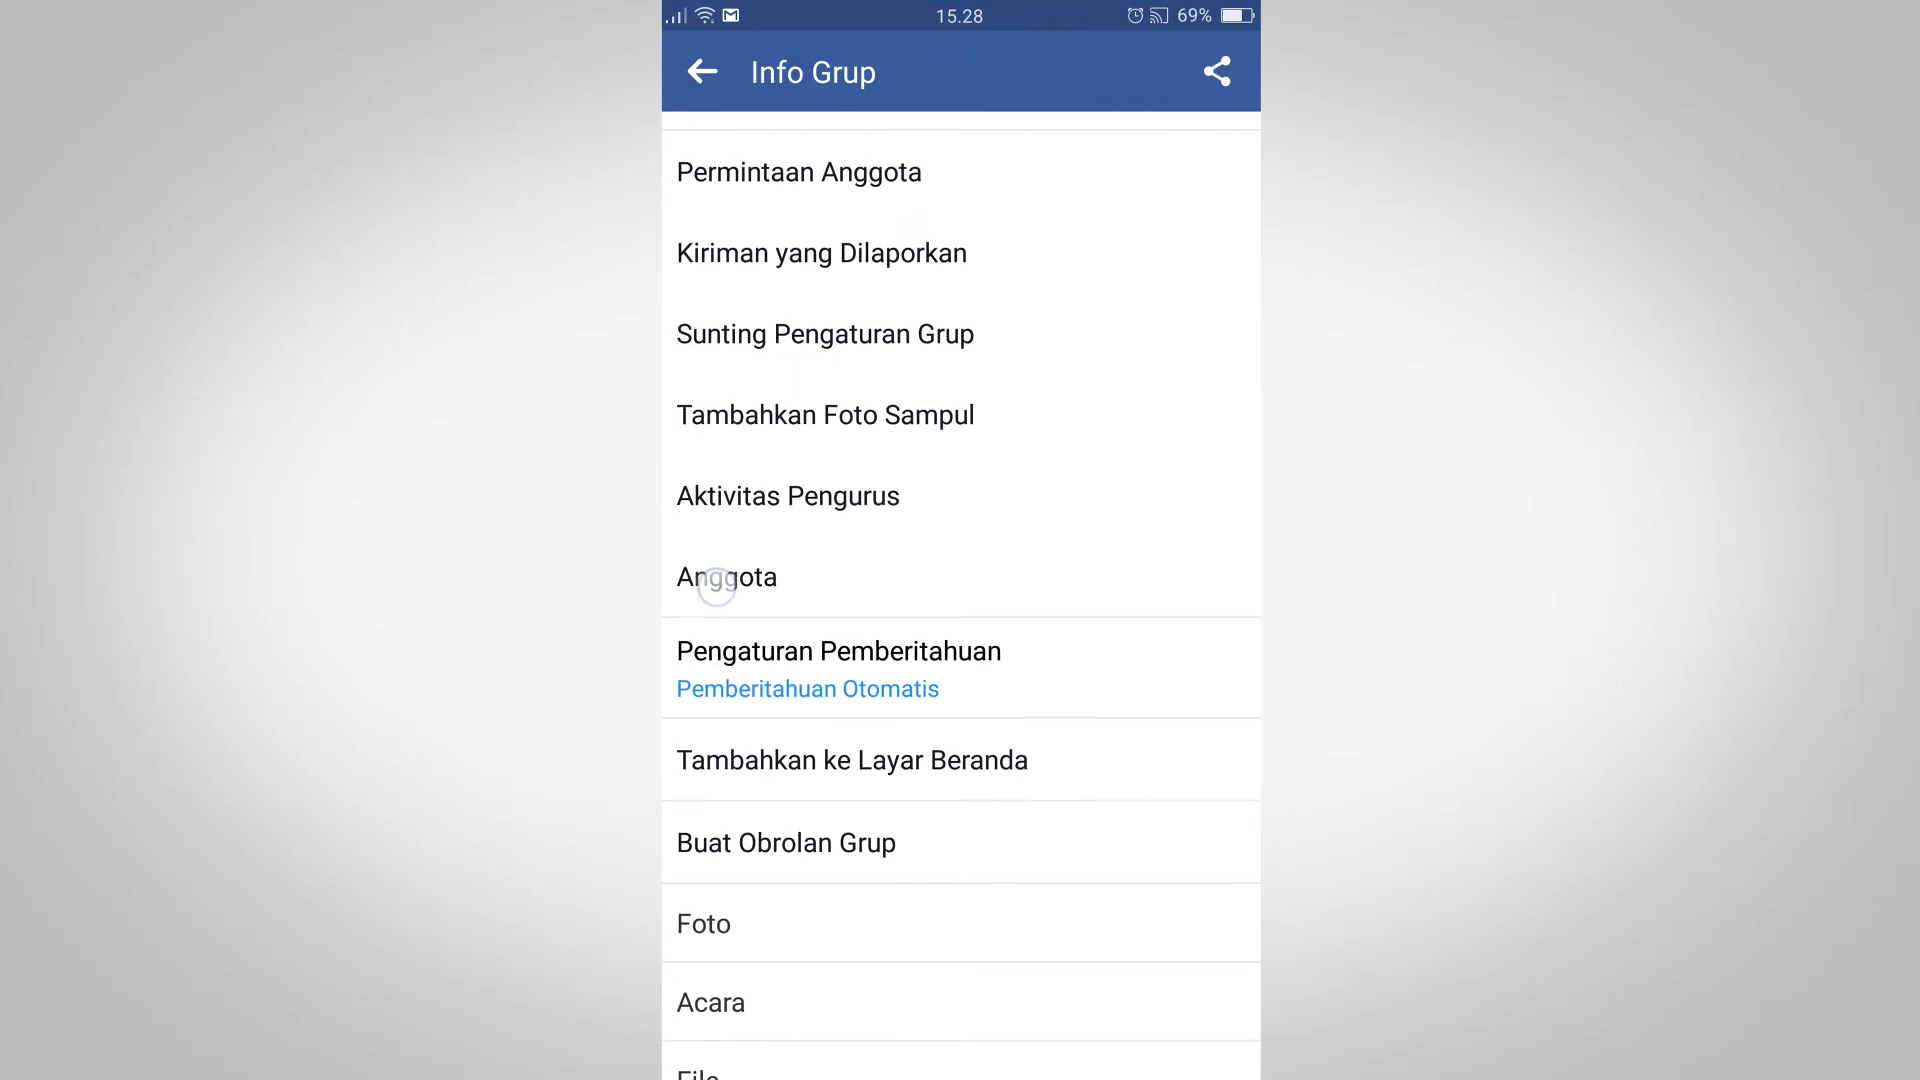 15.28
69%
Info Grup
Permintaan Anggota
Kiriman yang Dilaporkan
Sunting Pengaturan Grup
Tambahkan Foto Sampul
Aktivitas Pengurus
Anggota
Pengaturan Pemberitahuan
Pemberitahuan Otomatis
Tambahkan ke Layar Beranda
Buat Obrolan Grup
Foto
Acara
File